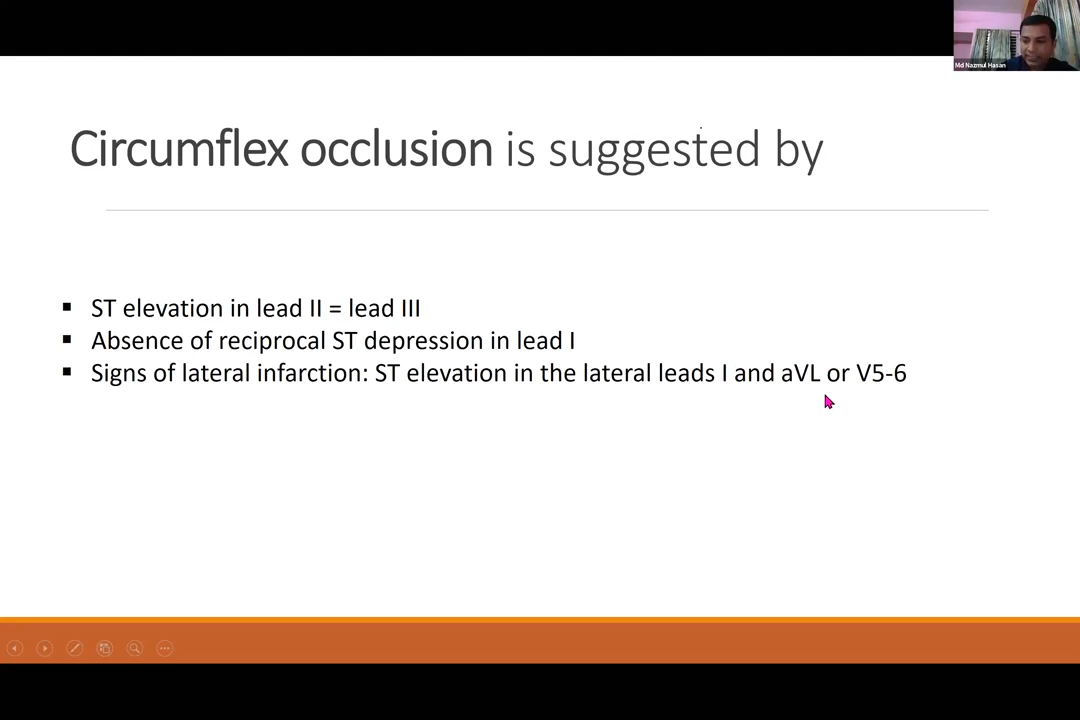 Md Nazmul Hasan
Circumflex occlusion is suggested by
▪ ST elevation in lead II = lead III
▪ Absence of reciprocal ST depression in lead I
▪ Signs of lateral infarction: ST elevation in the lateral leads I and aVL or V5-6